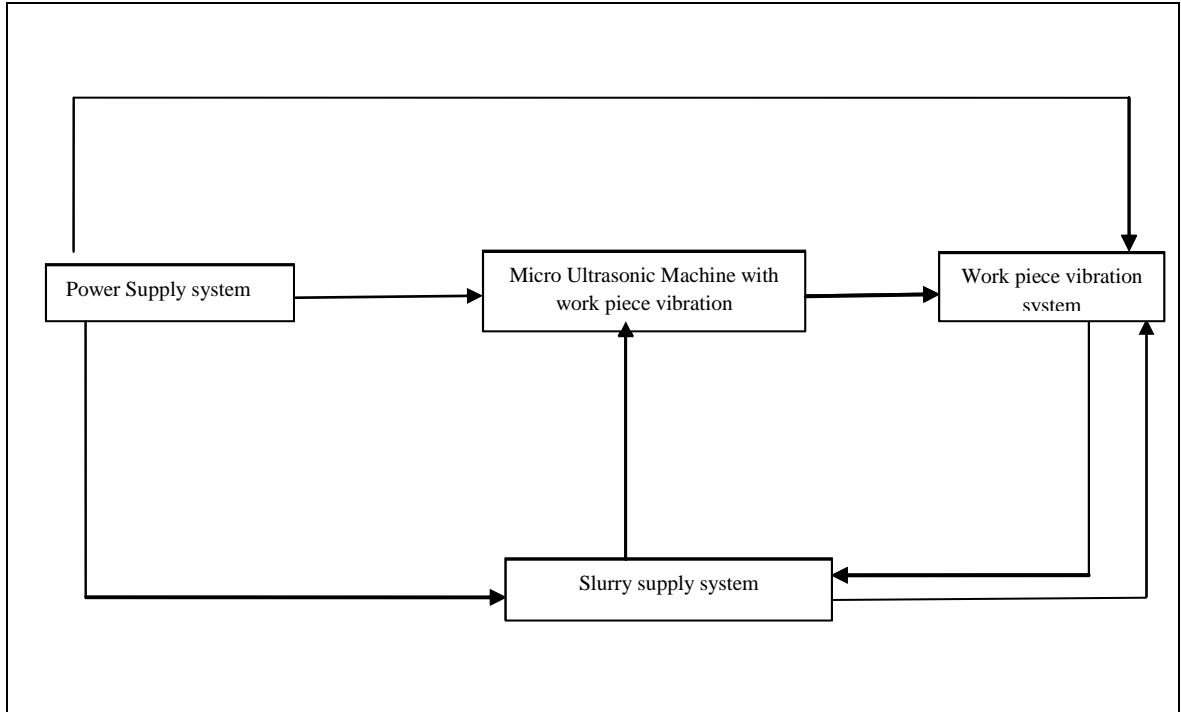 Power Supply system
Micro Ultrasonic Machine with
work piece vibration
Work piece vibration
system
Slurry supply system